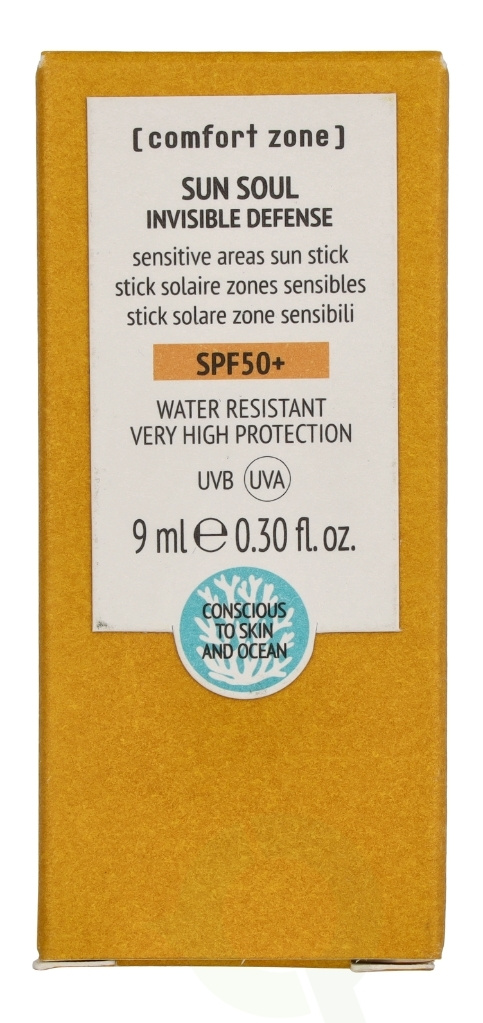 [ comfort zone ]
SUN SOUL
INVISIBLE DEFENSE
sensitive areas sun stick
stick solaire zones sensibles
stick solare zone sensibili
SPF50+
WATER RESISTANT
VERY HIGH PROTECTION
UVB UVA
9 ml ℮ 0.30 fl. oz.
CONSCIOUS
TO SKIN
AND OCEAN